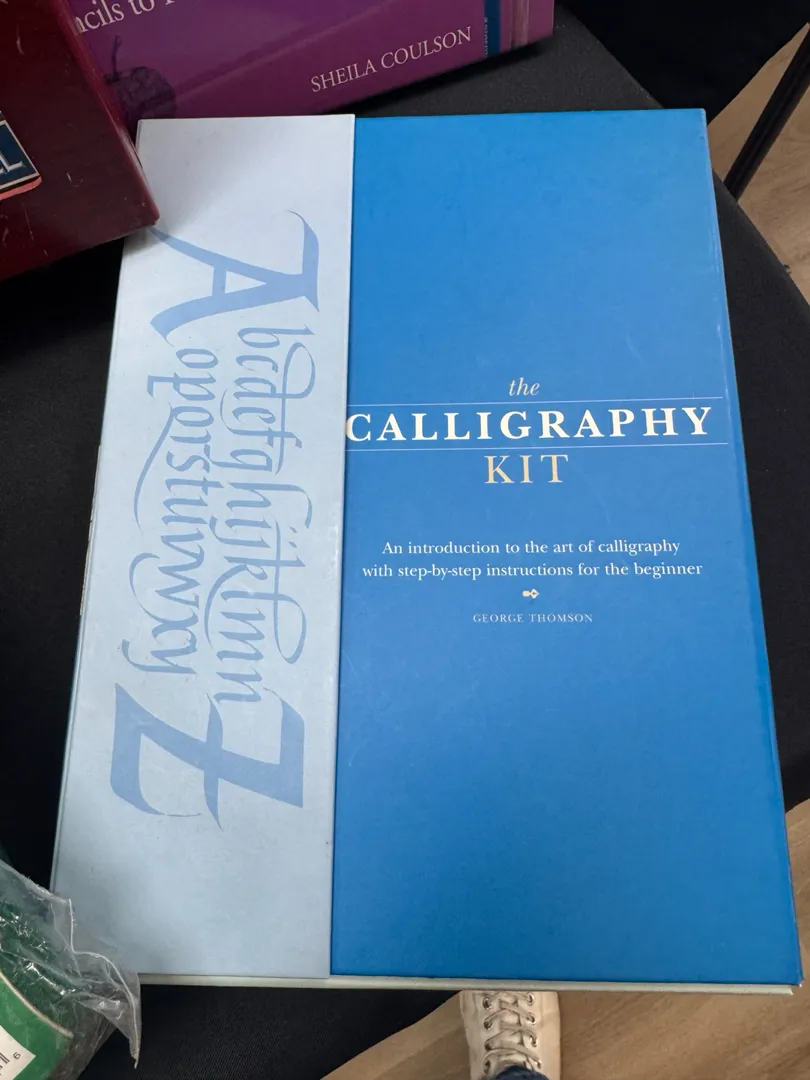 ncils to
SHEILA COULSON
the
CALLIGRAPHY
KIT
An introduction to the art of calligraphy
with step-by-step instructions for the beginner
GEORGE THOMSON
Abcdefghijklmn
opqrstuvwxyZ